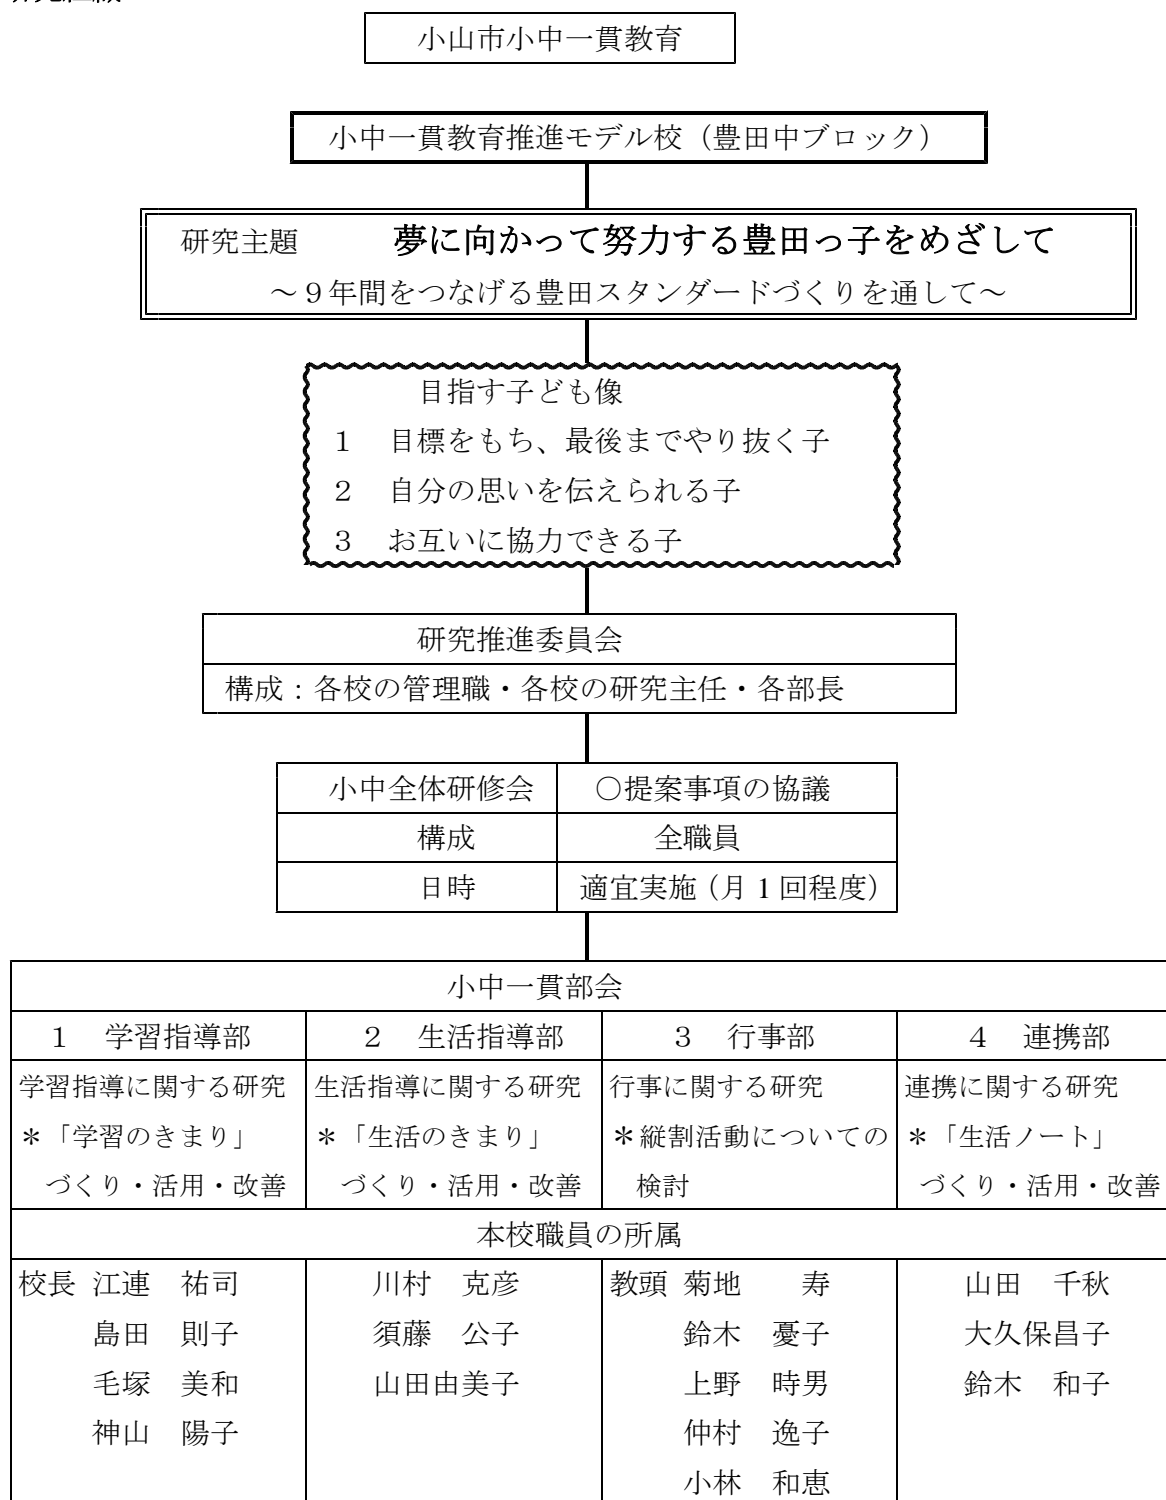 小山市小中一貫教育
小中一貫教育推進モデル校（豊田中ブロック）
研究主題　夢に向かって努力する豊田っ子をめざして
～９年間をつなげる豊田スタンダードづくりを通して～
目指す子ども像
１　目標をもち、最後までやり抜く子
２　自分の思いを伝えられる子
３　お互いに協力できる子
研究推進委員会
構成：各校の管理職・各校の研究主任・各部長
小中全体研修会　○提案事項の協議
構成　全職員
日時　適宜実施（月１回程度）
小中一貫部会
１　学習指導部　２　生活指導部　３　行事部　４　連携部
学習指導に関する研究　生活指導に関する研究　行事に関する研究　連携に関する研究
＊「学習のきまり」　＊「生活のきまり」　＊縦割活動についての　＊「生活ノート」
づくり・活用・改善　づくり・活用・改善　検討　づくり・活用・改善
本校職員の所属
校長 江連　祐司　川村　克彦　教頭 菊地　寿　山田　千秋
島田　則子　須藤　公子　鈴木　憂子　大久保昌子
毛塚　美和　山田由美子　上野　時男　鈴木　和子
神山　陽子　仲村　逸子
小林　和恵